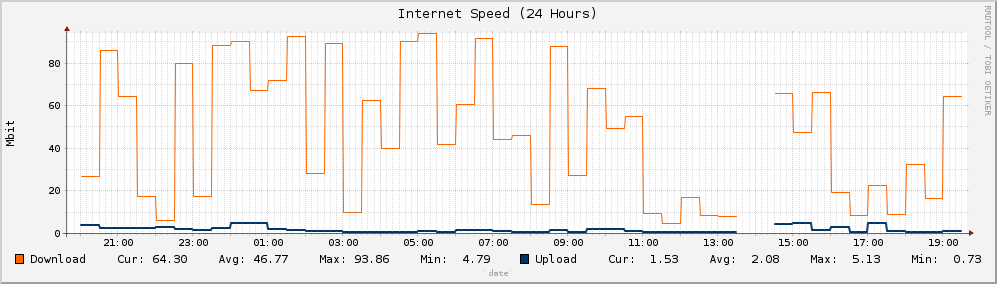 Internet Speed (24 Hours)
RRDTOOL / TOBI OETIKER
Mbit
80
60
40
20
0
21:00 23:00 01:00 03:00 05:00 07:00 09:00 11:00 13:00 15:00 17:00 19:00
Download Cur: 64.30 Avg: 46.77 Max: 93.86 Min: 4.79 Upload Cur: 1.53 Avg: 2.08 Max: 5.13 Min: 0.73
`date`